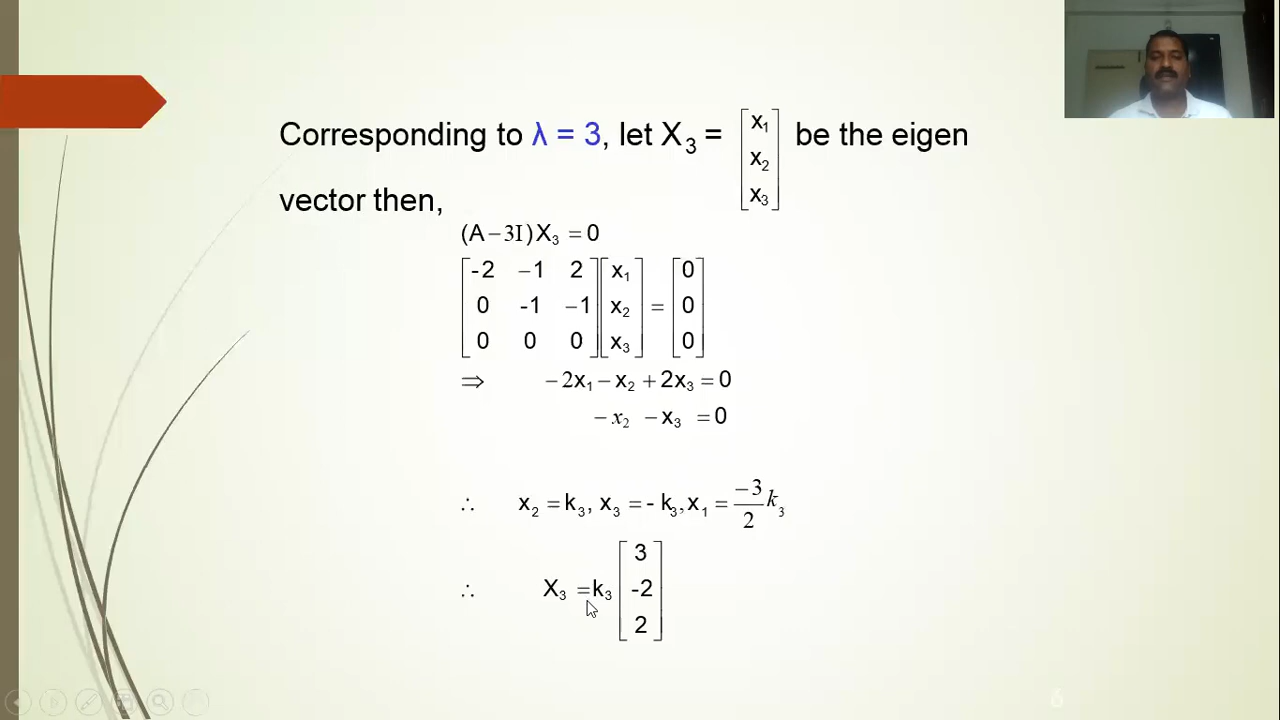 Corresponding to λ = 3, let X₃ = [x₁ x₂ x₃] be the eigen
vector then,
(A − 3I)X₃ = 0
[-2 −1 2; 0 -1 −1; 0 0 0] [x₁ x₂ x₃] = [0 0 0]
⇒ − 2x₁ − x₂ + 2x₃ = 0
− x₂ − x₃ = 0
∴ x₂ = k₃, x₃ = - k₃, x₁ = −3/2 k₃
∴ X₃ = k₃ [3 -2 2]
6